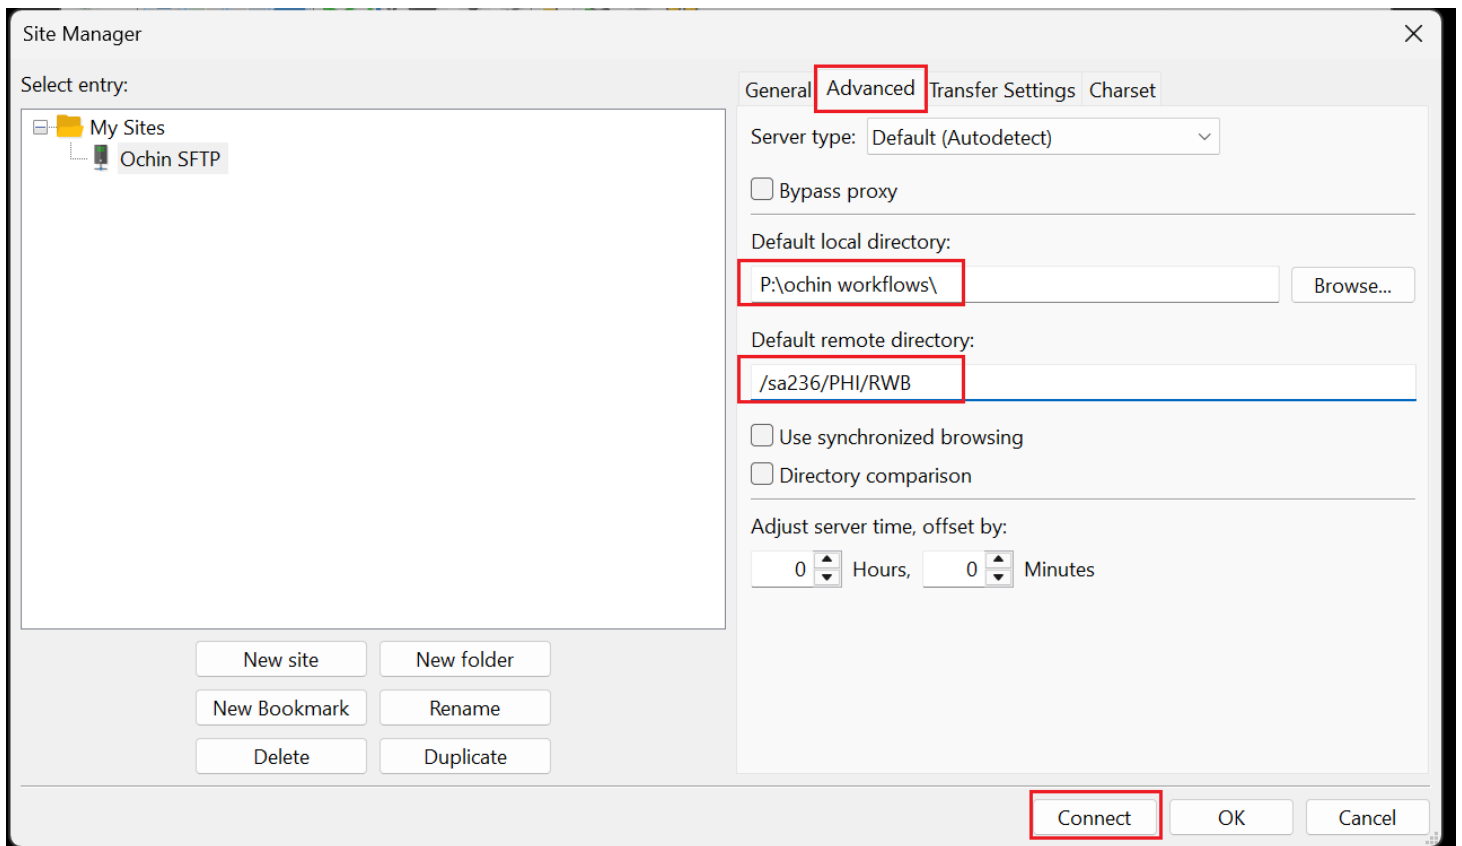 Site Manager
Select entry:
My Sites
Ochin SFTP
New site
New folder
New Bookmark
Rename
Delete
Duplicate
General
Advanced
Transfer Settings
Charset
Server type:
Default (Autodetect)
Bypass proxy
Default local directory:
P:\ochin workflows\
Browse...
Default remote directory:
/sa236/PHI/RWB
Use synchronized browsing
Directory comparison
Adjust server time, offset by:
0 Hours, 0 Minutes
Connect
OK
Cancel